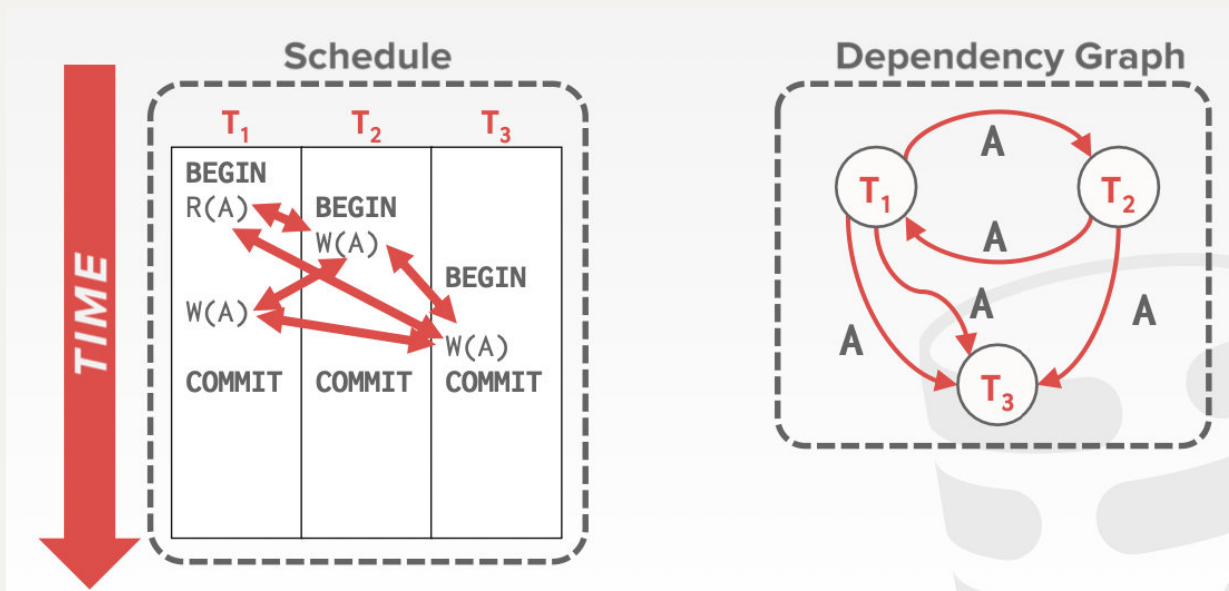 Schedule
Dependency Graph
TIME
T1 T2 T3
BEGIN
R(A)
BEGIN
W(A)
BEGIN
W(A)
W(A)
COMMIT COMMIT COMMIT
A
T1 T2
A
A
A
A
T3